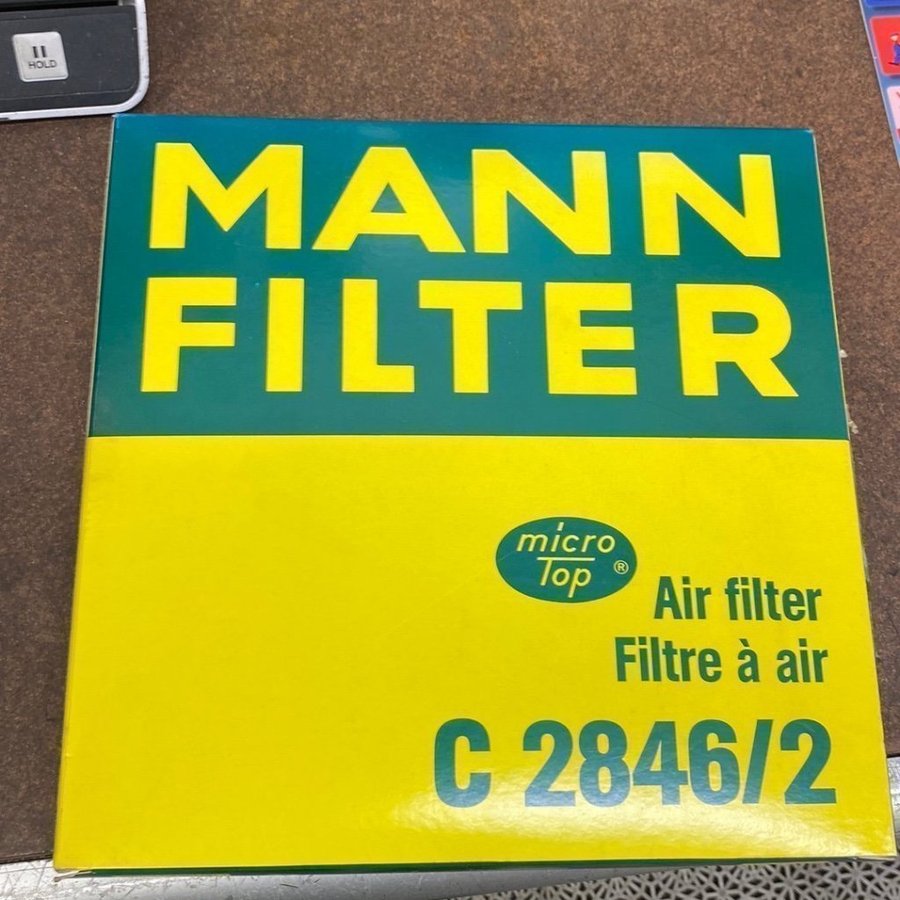 HOLD
MANN
FILTER
micro
Top ®
Air filter
Filtre à air
C 2846/2